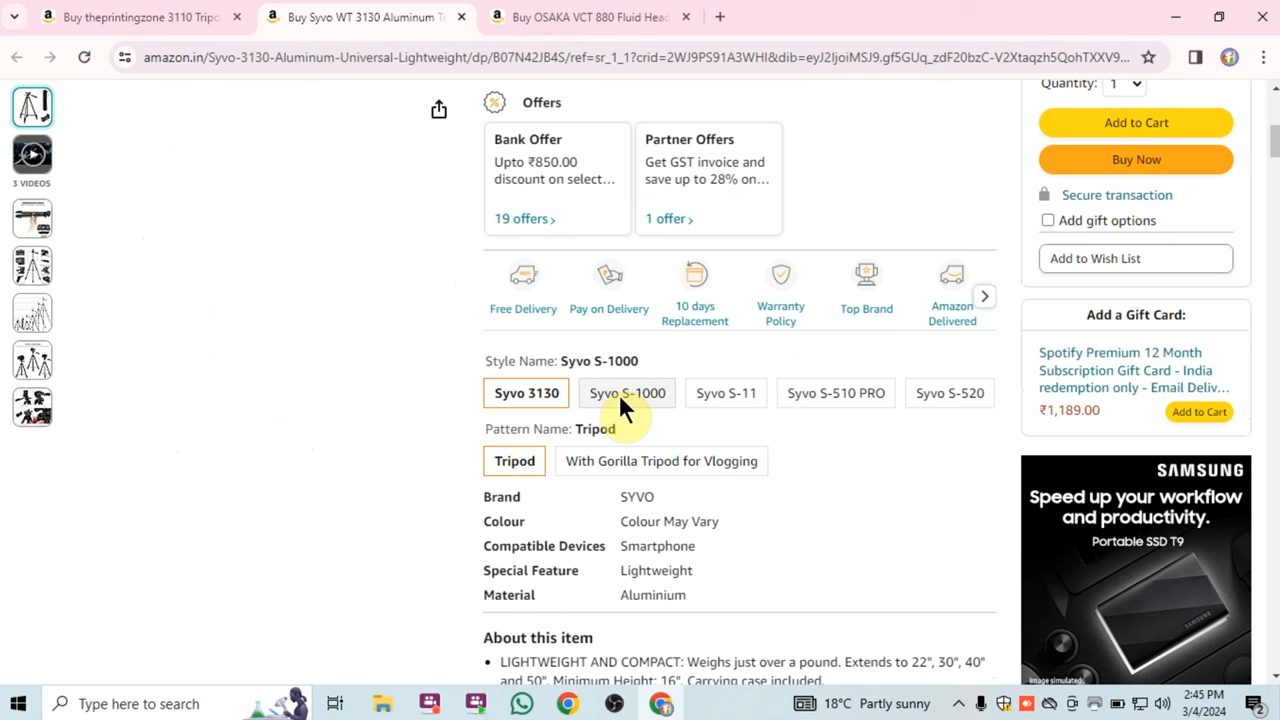 Buy theprintingzone 3110 Tripo
Buy Syvo WT 3130 Aluminum Tr
Buy OSAKA VCT 880 Fluid Head
amazon.in/Syvo-3130-Aluminum-Universal-Lightweight/dp/B07N42JB4S/ref=sr_1_1?crid=2WJ9PS91A3WHI&dib=eyJ2IjoiMSJ9.gf5GUq_zdF20bzC-V2Xtaqzh5QohTXXV9...
3 VIDEOS
Offers
Bank Offer
Upto ₹850.00
discount on select...
19 offers›
Partner Offers
Get GST invoice and
save up to 28% on...
1 offer›
Free Delivery
Pay on Delivery
10 days
Replacement
Warranty
Policy
Top Brand
Amazon
Delivered
Style Name: Syvo S-1000
Syvo 3130
Syvo S-1000
Syvo S-11
Syvo S-510 PRO
Syvo S-520
Pattern Name: Tripod
Tripod
With Gorilla Tripod for Vlogging
Brand SYVO
Colour Colour May Vary
Compatible Devices Smartphone
Special Feature Lightweight
Material Aluminium
About this item
• LIGHTWEIGHT AND COMPACT: Weighs just over a pound. Extends to 22", 30", 40"
and 50". Minimum Height: 16". Carrying case included.
Quantity: 1
Add to Cart
Buy Now
Secure transaction
Add gift options
Add to Wish List
Add a Gift Card:
Spotify Premium 12 Month
Subscription Gift Card - India
redemption only - Email Deliv...
₹1,189.00
Add to Cart
SAMSUNG
Speed up your workflow
and productivity.
Portable SSD T9
Image simulated.
Type here to search
18°C Partly sunny
2:45 PM
3/4/2024
2